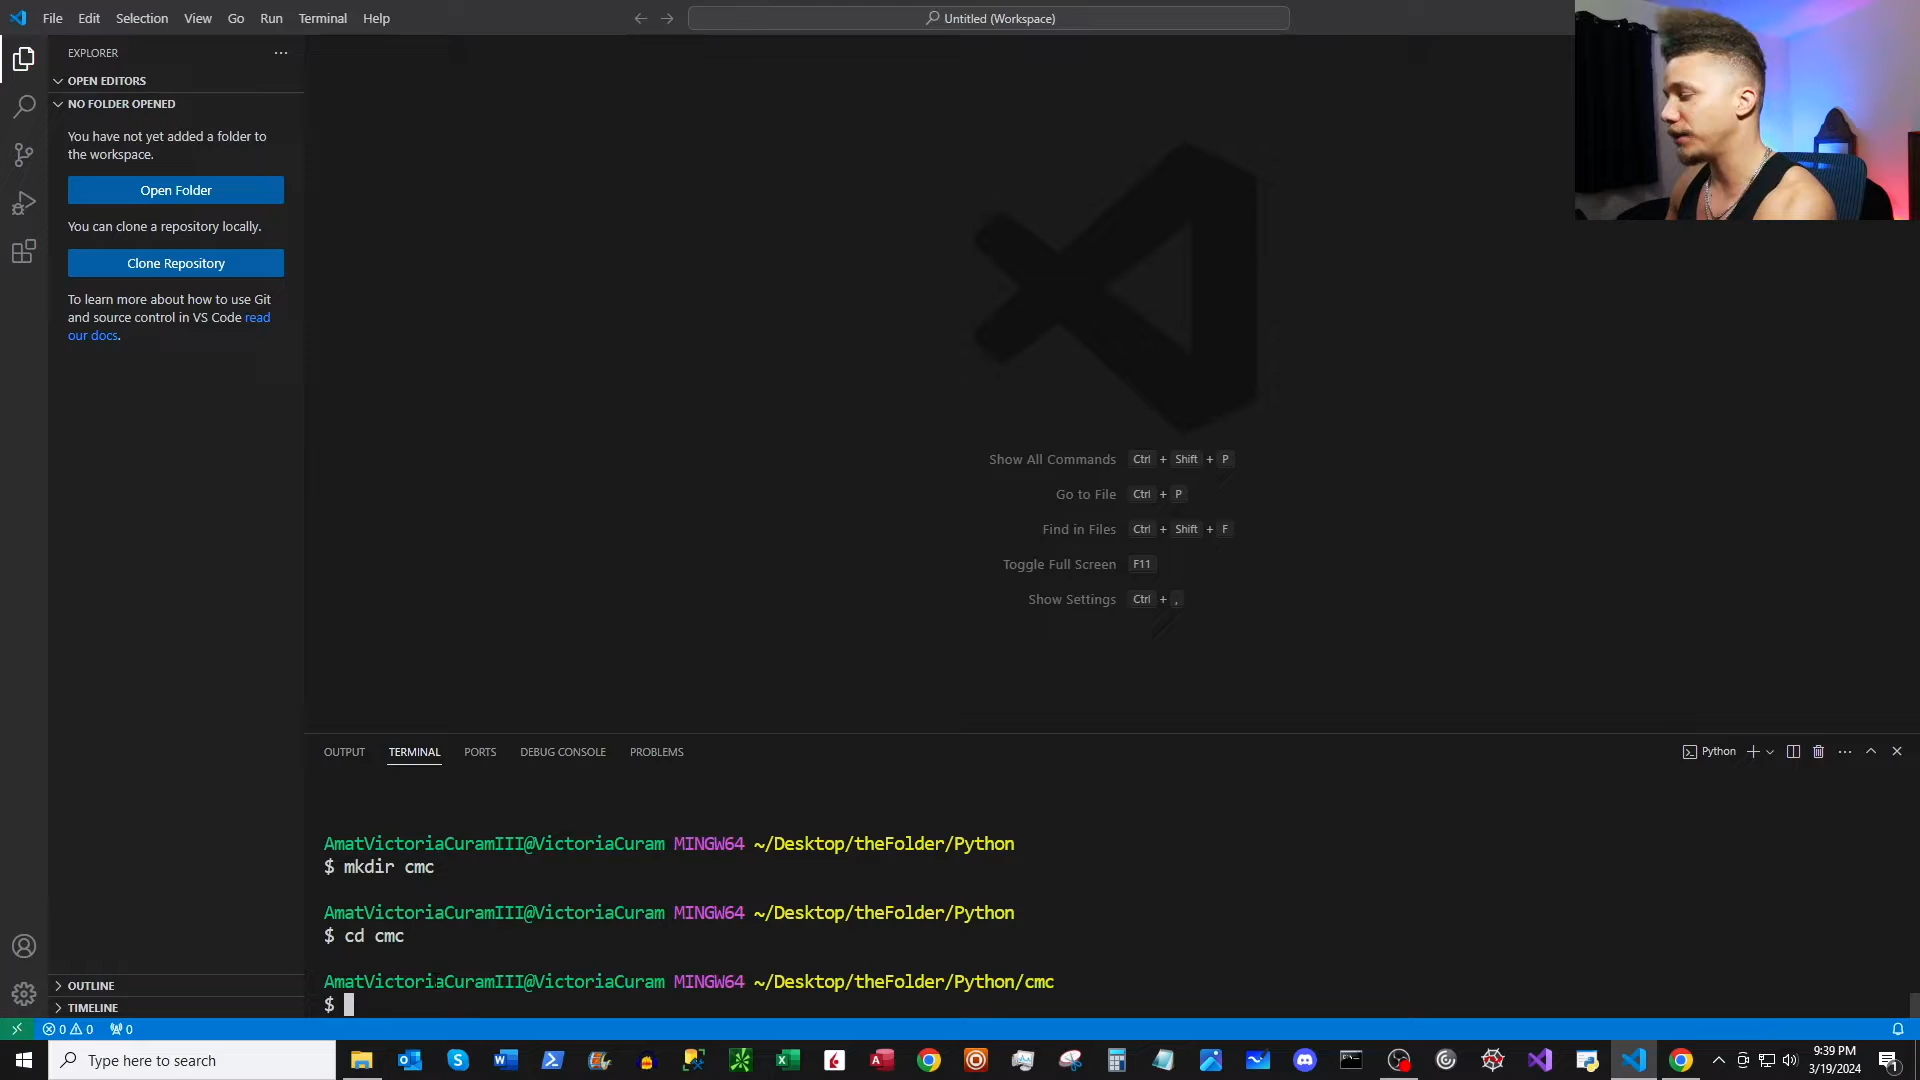 File Edit Selection View Go Run Terminal Help
Untitled (Workspace)
EXPLORER
OPEN EDITORS
NO FOLDER OPENED
You have not yet added a folder to
the workspace.
Open Folder
You can clone a repository locally.
Clone Repository
To learn more about how to use Git
and source control in VS Code read
our docs.
Show All Commands Ctrl + Shift + P
Go to File Ctrl + P
Find in Files Ctrl + Shift + F
Toggle Full Screen F11
Show Settings Ctrl + ,
OUTPUT TERMINAL PORTS DEBUG CONSOLE PROBLEMS
Python
AmatVictoriaCuramIII@VictoriaCuram MINGW64 ~/Desktop/theFolder/Python
$ mkdir cmc
AmatVictoriaCuramIII@VictoriaCuram MINGW64 ~/Desktop/theFolder/Python
$ cd cmc
AmatVictoriaCuramIII@VictoriaCuram MINGW64 ~/Desktop/theFolder/Python/cmc
$
OUTLINE
TIMELINE
0 0 0
Type here to search
9:39 PM
3/19/2024
1